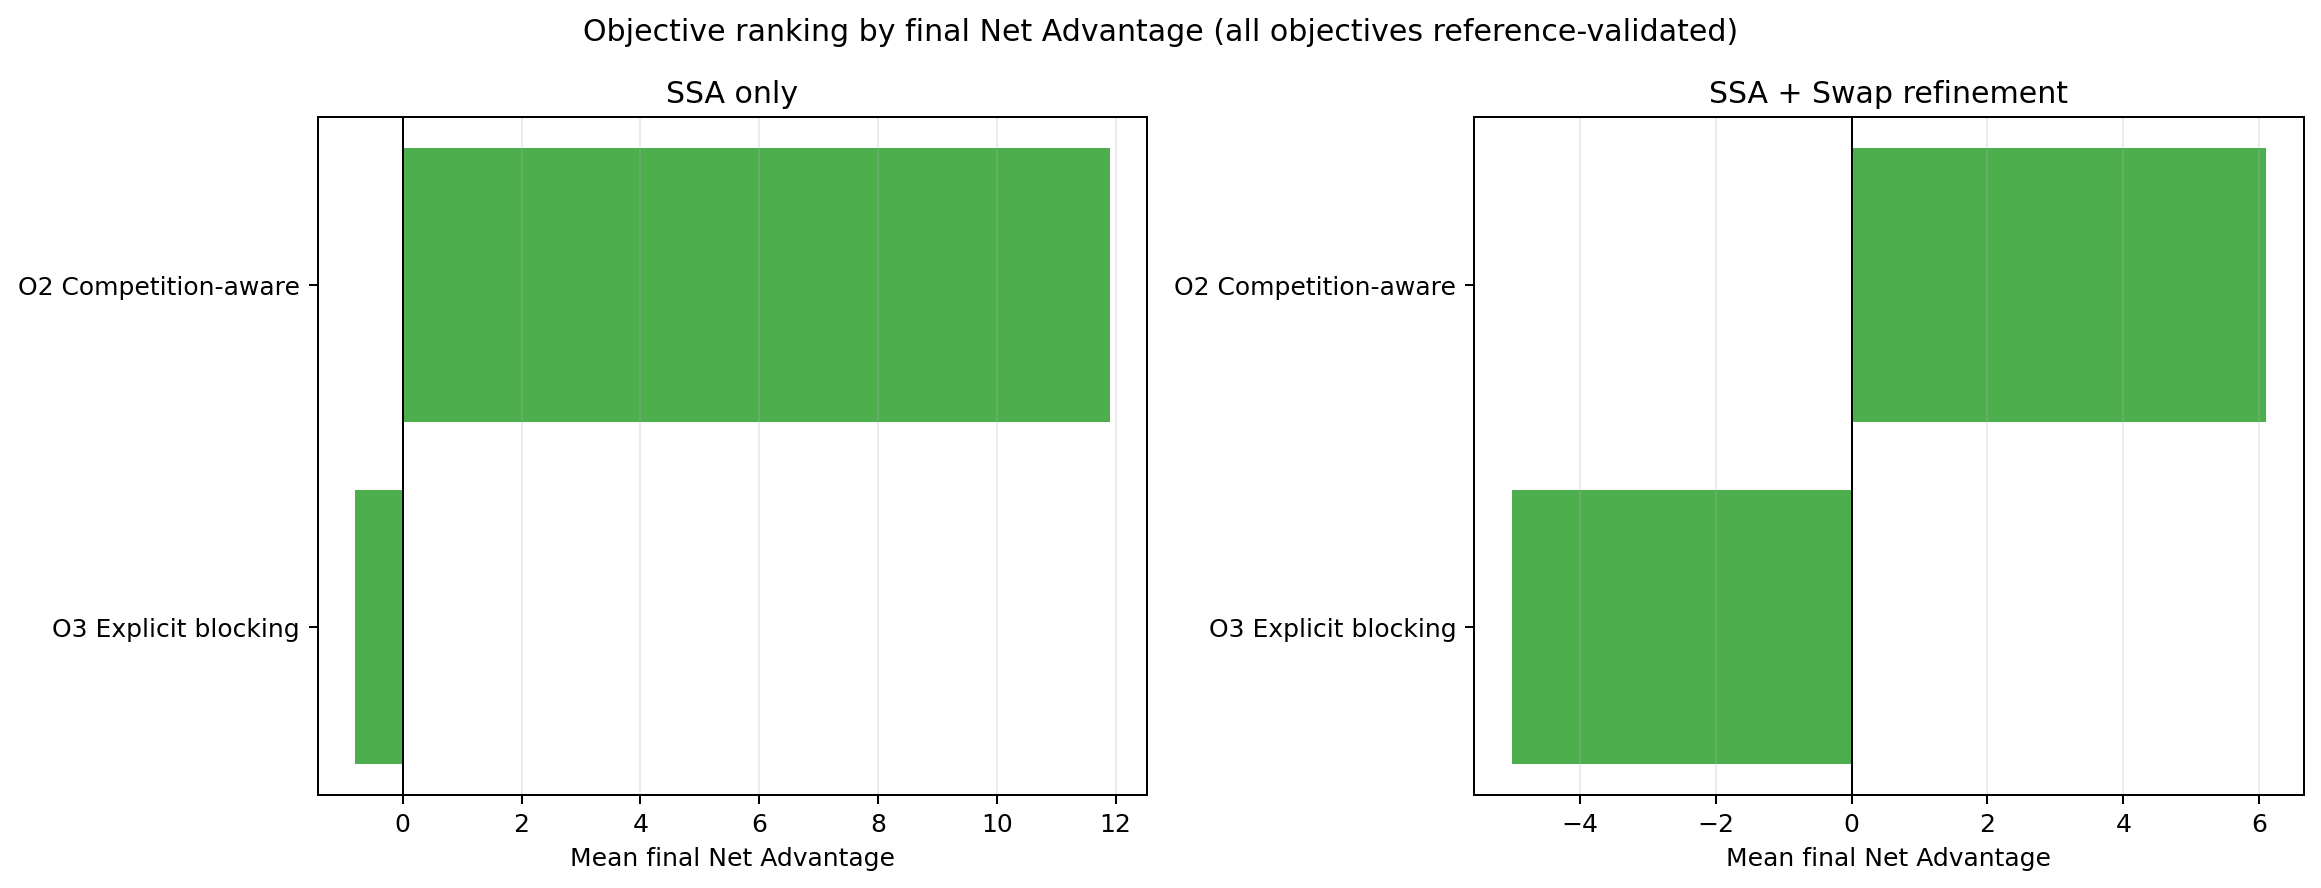 Objective ranking by final Net Advantage (all objectives reference-validated)
SSA only
O2 Competition-aware
O3 Explicit blocking
0 2 4 6 8 10 12
Mean final Net Advantage
SSA + Swap refinement
O2 Competition-aware
O3 Explicit blocking
−4 −2 0 2 4 6
Mean final Net Advantage